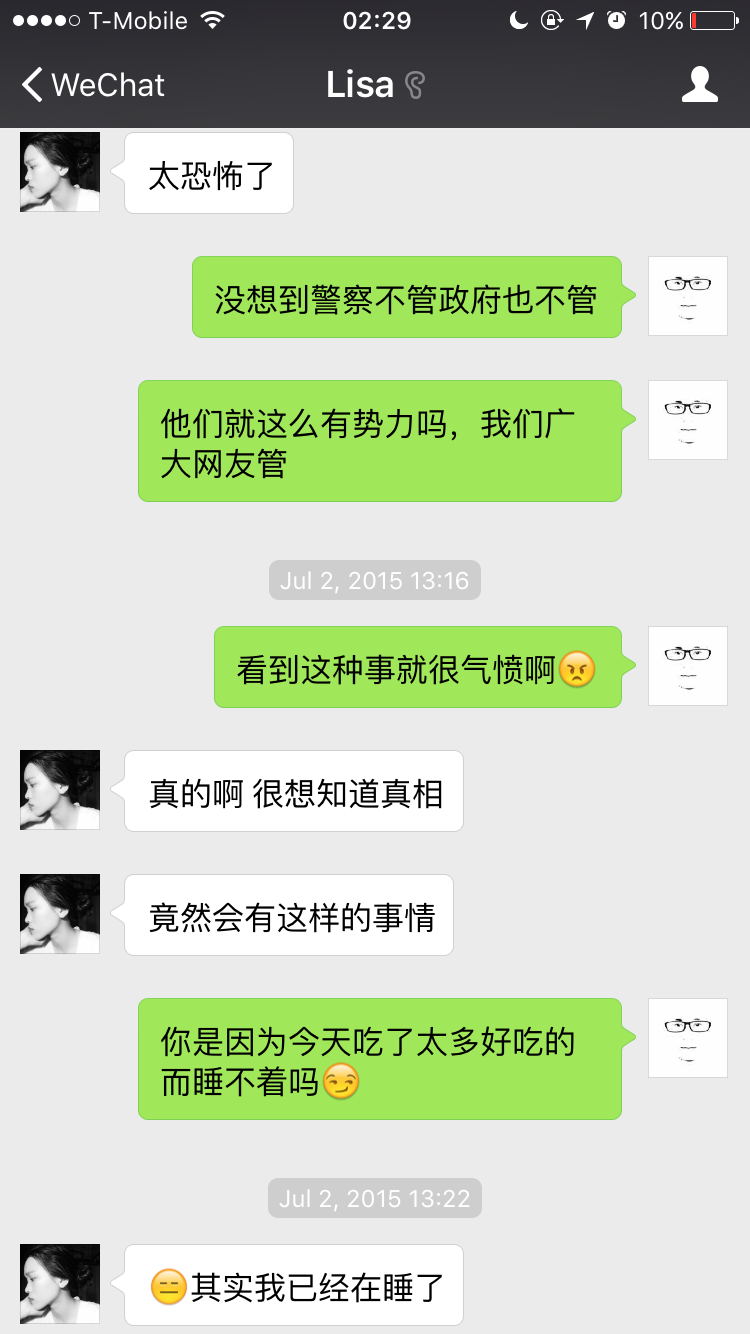 T-Mobile 02:29 10%
WeChat Lisa
太恐怖了
没想到警察不管政府也不管
他们就这么有势力吗，我们广
大网友管
Jul 2, 2015 13:16
看到这种事就很气愤啊😠
真的啊 很想知道真相
竟然会有这样的事情
你是因为今天吃了太多好吃的
而睡不着吗😏
Jul 2, 2015 13:22
😑其实我已经在睡了